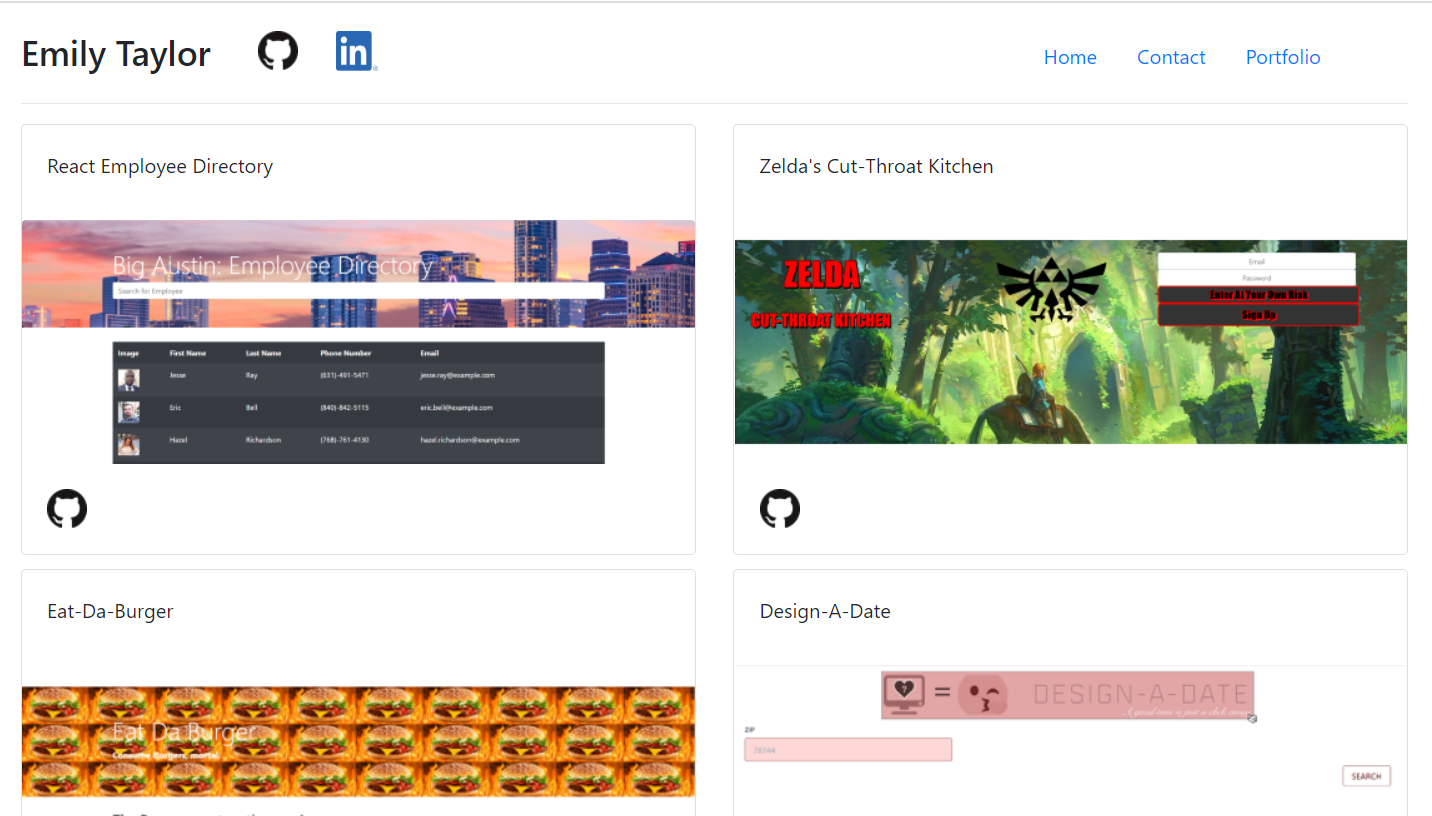 Emily Taylor
in
Home Contact Portfolio
React Employee Directory
Big Austin: Employee Directory
Search for Employee
Image First Name Last Name Phone Number Email
Jesse Ray (631)-491-5471 jesse.ray@example.com
Eric Bell (840)-842-5115 eric.bell@example.com
Hazel Richardson (768)-761-4130 hazel.richardson@example.com
Zelda's Cut-Throat Kitchen
ZELDA
CUT-THROAT KITCHEN
Email
Password
Enter At Your Own Risk
Sign Up
Eat-Da-Burger
Eat Da Burger
Consume Burgers, mortal.
Design-A-Date
? = DESIGN-A-DATE
A good time is just a click away
ZIP
78744
SEARCH